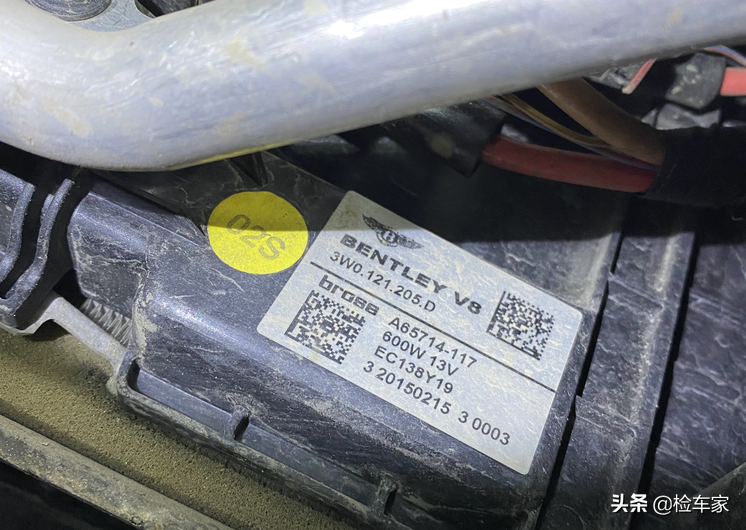 02S
BENTLEY V8
3W0.121.205.D
brose
A65714-117
600W 13V
EC138Y19
3 20150215 3 0003
头条 @检车家